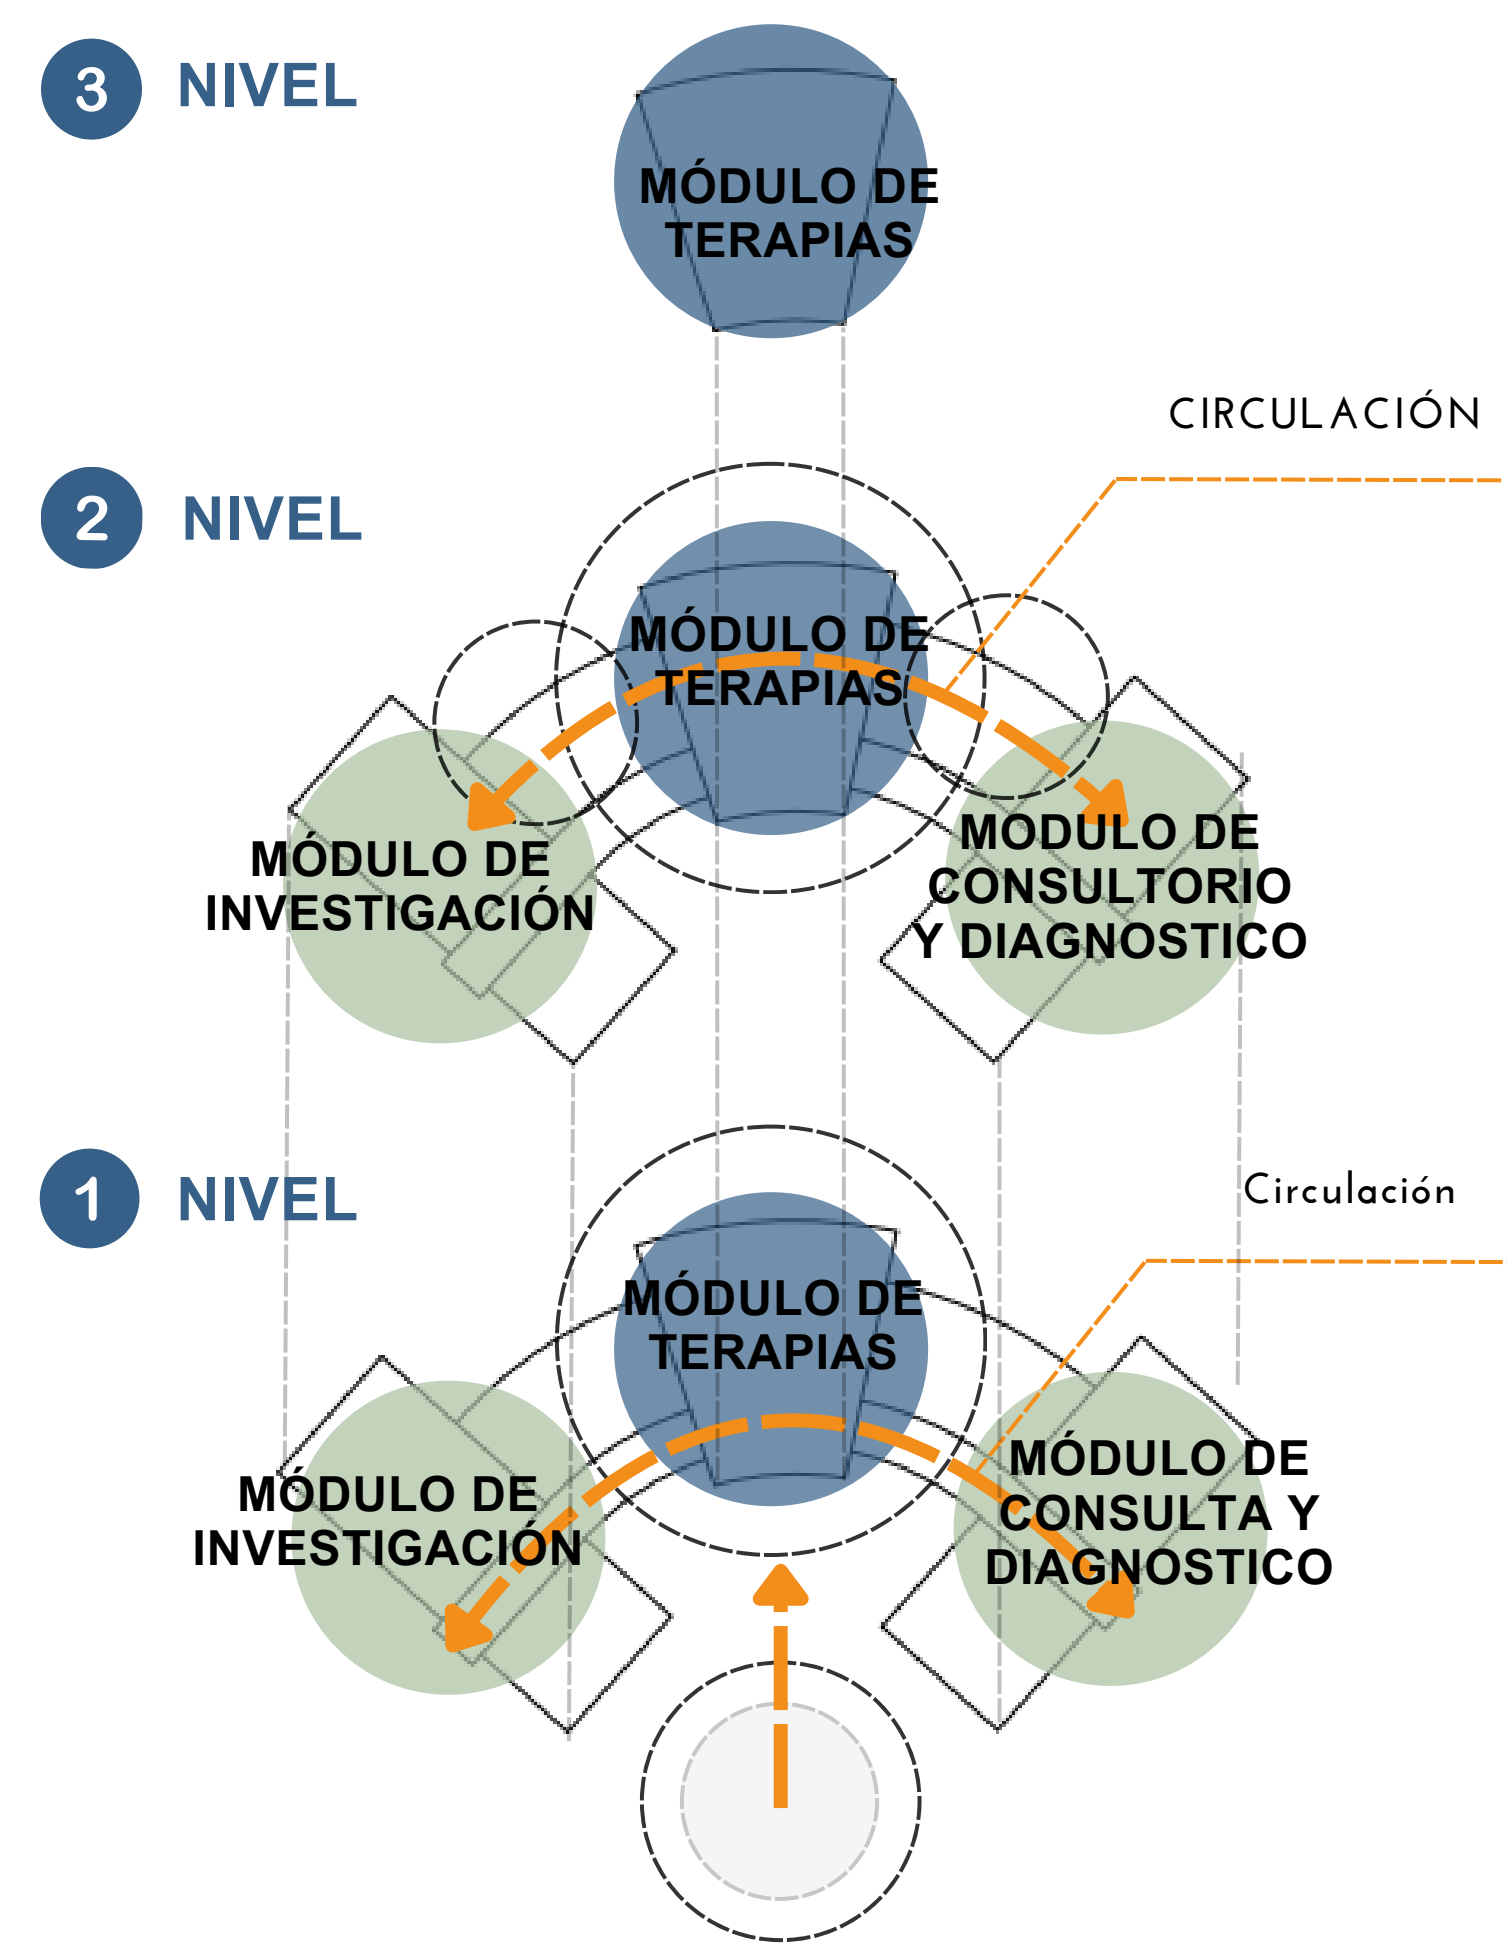 3 NIVEL
MÓDULO DE
TERAPIAS
CIRCULACIÓN
2 NIVEL
MÓDULO DE
TERAPIAS
MÓDULO DE
INVESTIGACIÓN
MODULO DE
CONSULTORIO
Y DIAGNOSTICO
1 NIVEL
Circulación
MÓDULO DE
TERAPIAS
MÓDULO DE
INVESTIGACIÓN
MÓDULO DE
CONSULTA Y
DIAGNOSTICO